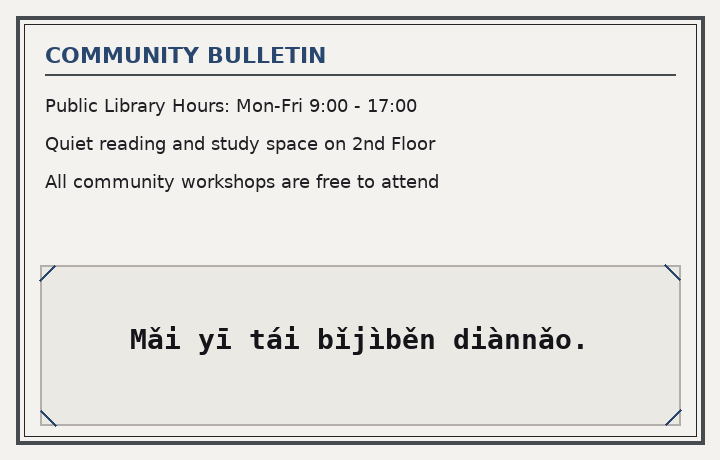 COMMUNITY BULLETIN
Public Library Hours: Mon-Fri 9:00 - 17:00
Quiet reading and study space on 2nd Floor
All community workshops are free to attend
Mǎi yī tái bǐjìběn diànnǎo.